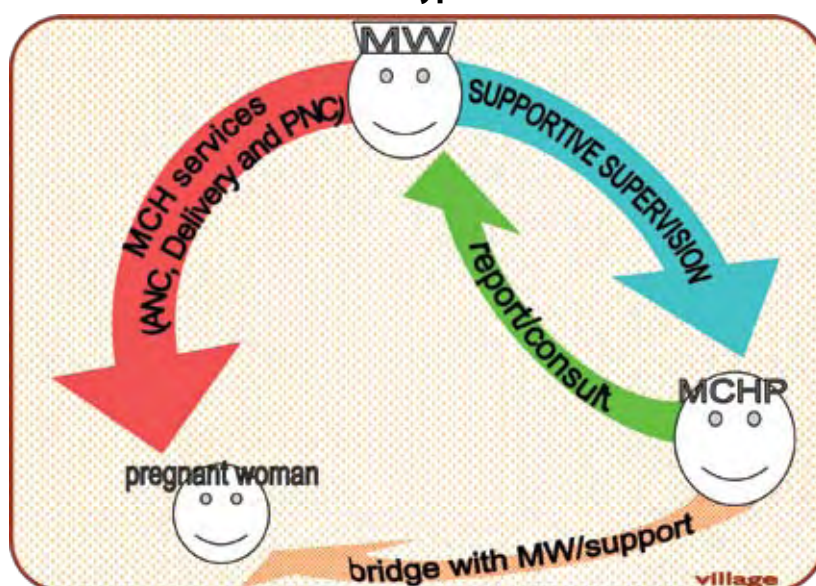 MW
MCH services
(ANC, Delivery and PNC)
SUPPORTIVE SUPERVISION
report/consult
MCHP
pregnant woman
bridge with MW/support
village